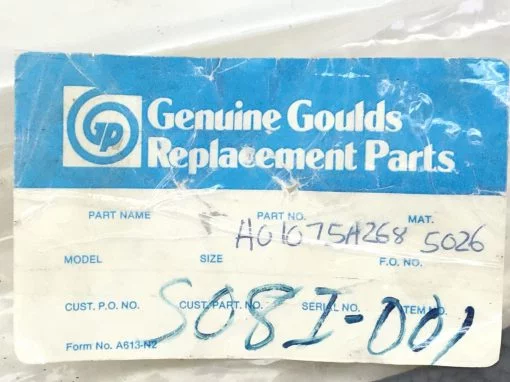 GP
Genuine Goulds
Replacement Parts
PART NAME PART NO. MAT.
A01075A268 5026
MODEL SIZE F.O. NO.
CUST. P.O. NO. CUST. PART. NO. SERIAL NO. ITEM NO.
S08I-001
Form No. A613-N2